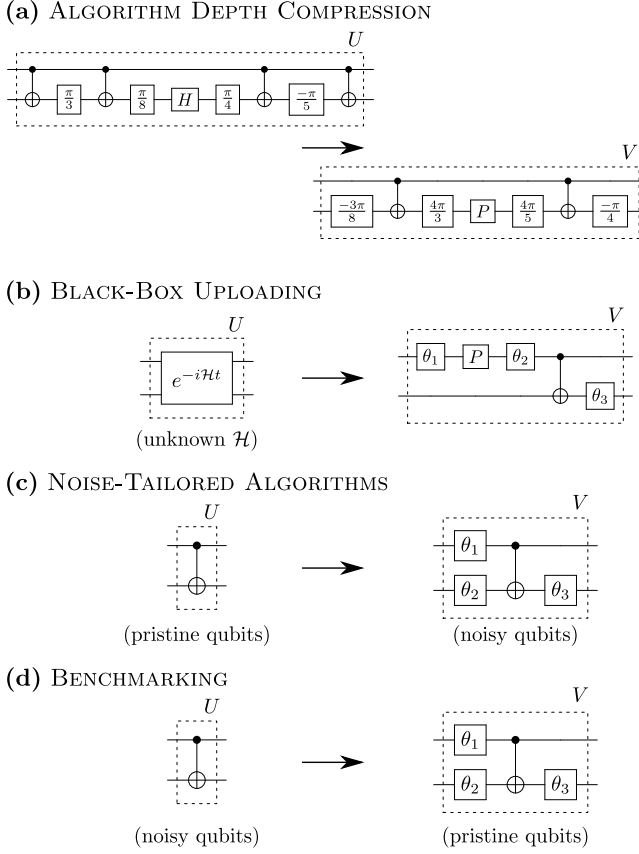 (a) ALGORITHM DEPTH COMPRESSION
U
π/3 π/8 H π/4 -π/5
V
-3π/8 4π/3 P 4π/5 -π/4
(b) BLACK-BOX UPLOADING
U V
e^{-iℋt} θ₁ P θ₂
θ₃
(unknown ℋ)
(c) NOISE-TAILORED ALGORITHMS
U V
θ₁
θ₂ θ₃
(pristine qubits) (noisy qubits)
(d) BENCHMARKING
U V
θ₁
θ₂ θ₃
(noisy qubits) (pristine qubits)